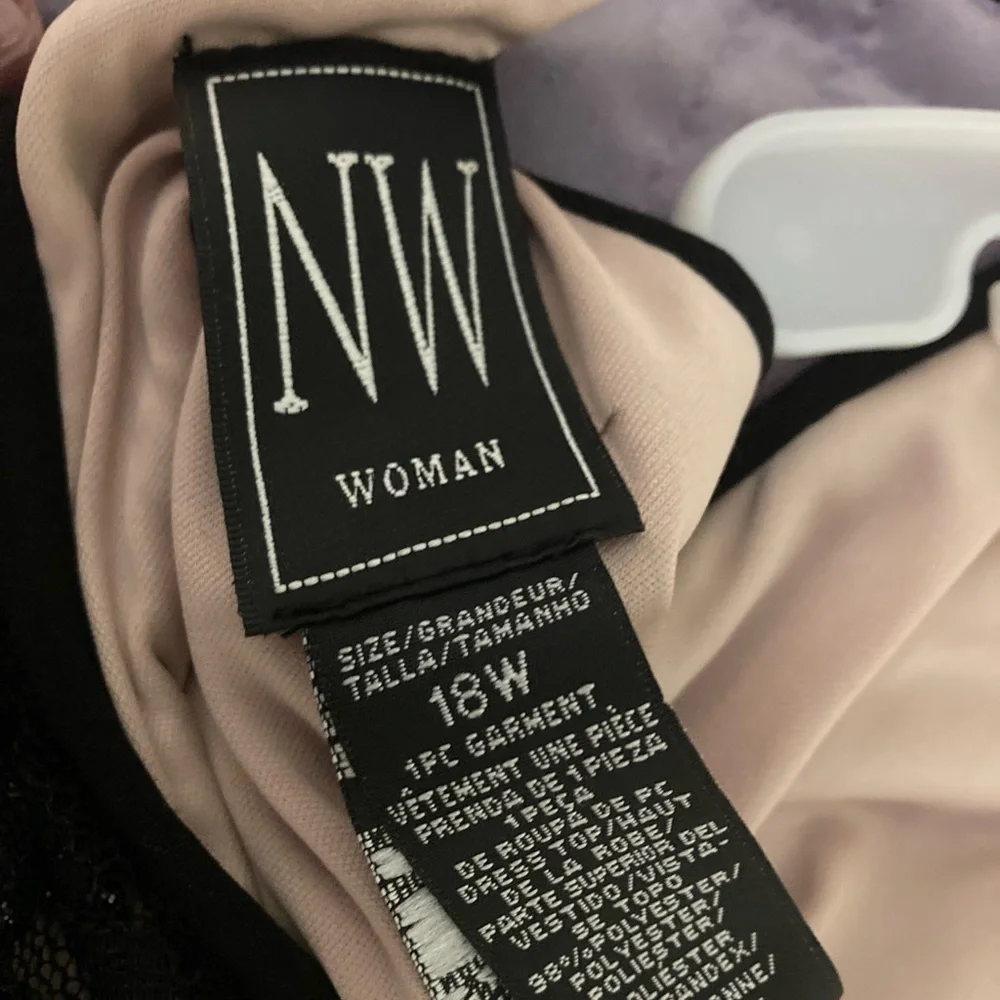 NW
WOMAN
SIZE/GRANDEUR/
TALLA/TAMANHO
18W
1PC GARMENT
VÊTEMENT UNE PIÈCE
PRENDA DE 1 PIEZA
1 PEÇA
DE ROUPA DE PC
DRESS TOP/HAUT
DE LA ROBE/
PARTE SUPERIOR DEL
VESTIDO/VISTA-
SE TOPO
98%POLYESTER/
POLYESTER/
POLIESTER/